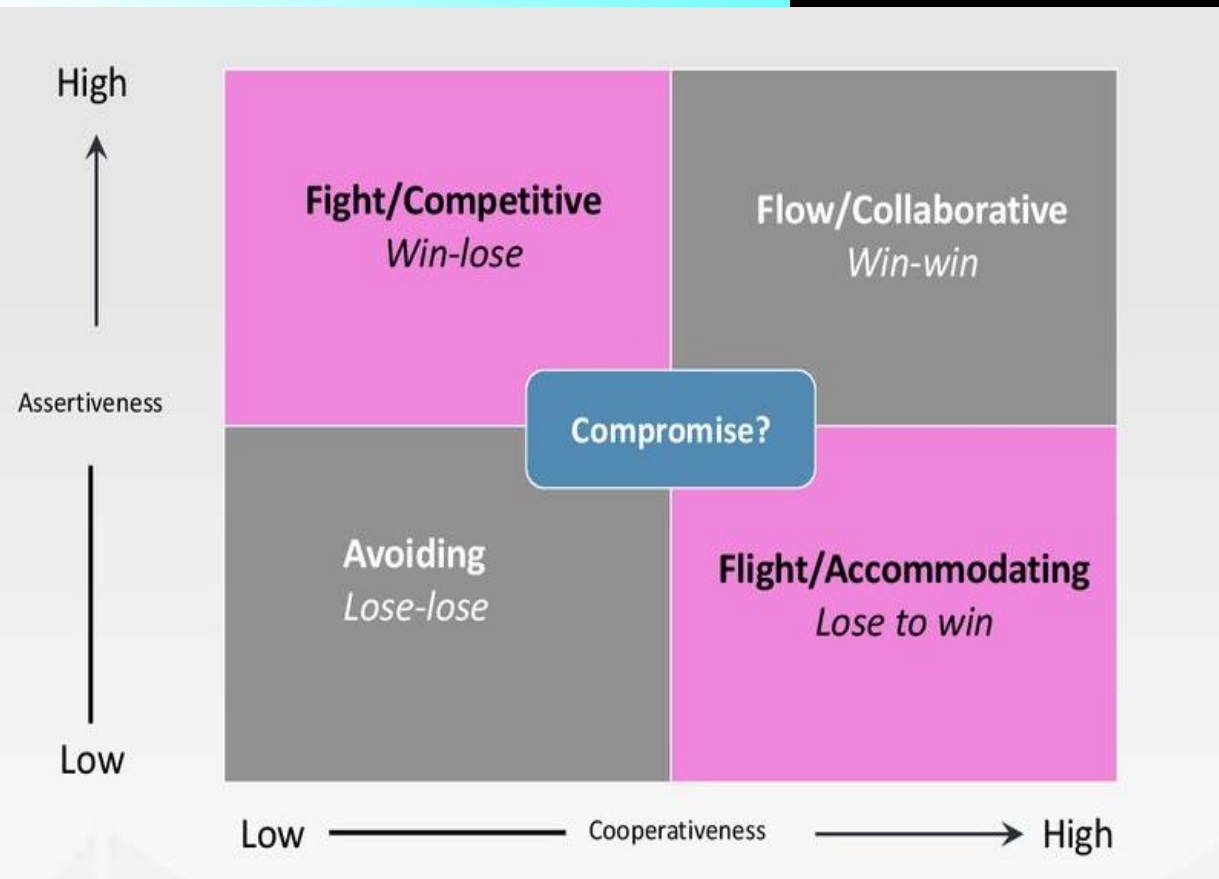 High
Fight/Competitive
Win-lose
Flow/Collaborative
Win-win
Assertiveness
Compromise?
Avoiding
Lose-lose
Flight/Accommodating
Lose to win
Low
Low
Cooperativeness
High